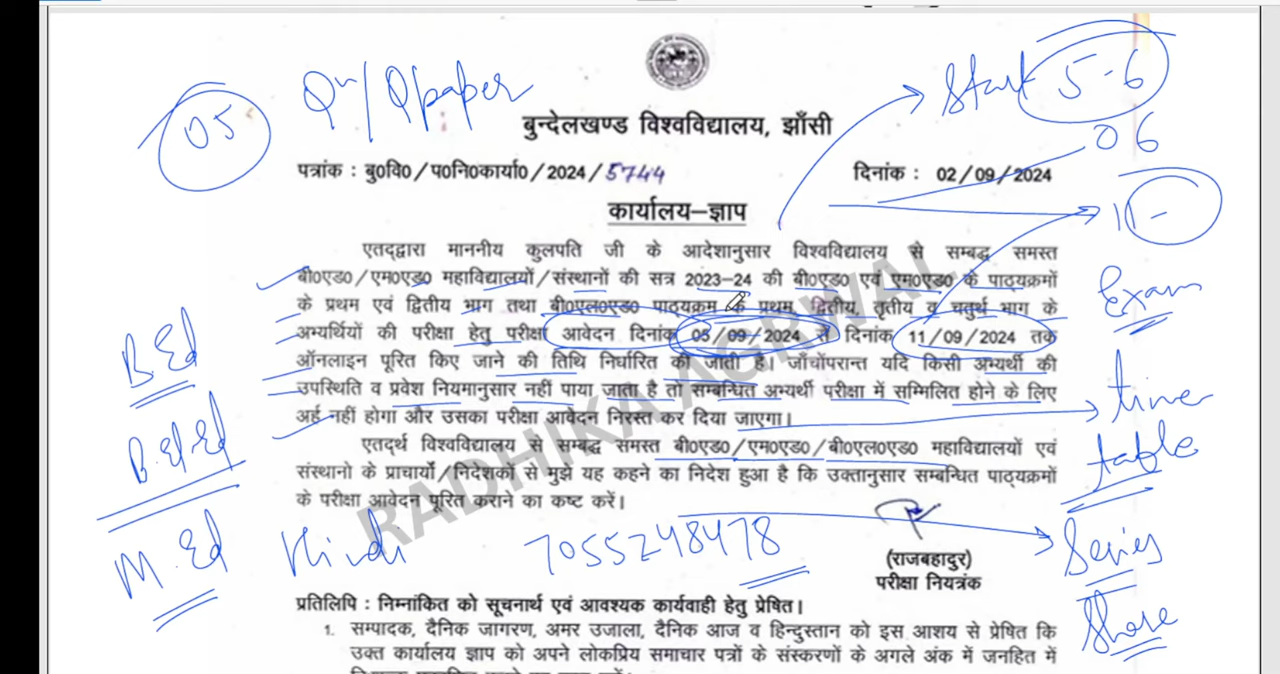 05
Qn/Qpaper
Start 5-6
बुन्देलखण्ड विश्वविद्यालय, झाँसी
06
पत्रांक : बु0वि0/प0नि0कार्या0/2024/5744
दिनांक : 02/09/2024
11-
कार्यालय-ज्ञाप
एतद्द्वारा माननीय कुलपति जी के आदेशानुसार विश्वविद्यालय से सम्बद्ध समस्त
बी0एड0/एम0एड0 महाविद्यालयों/संस्थानों की सत्र 2023-24 की बी0एड0 एवं एम0एड0 के पाठ्यक्रमों
के प्रथम एवं द्वितीय भाग तथा बी0एल0एड0 पाठ्यक्रम के प्रथम, द्वितीय, तृतीय व चतुर्थ भाग के
अभ्यर्थियों की परीक्षा हेतु परीक्षा आवेदन दिनांक 05/09/2024 से दिनांक 11/09/2024 तक
ऑनलाइन पूरित किए जाने की तिथि निर्धारित की जाती है। जाँचोंपरान्त यदि किसी अभ्यर्थी की
उपस्थिति व प्रवेश नियमानुसार नहीं पाया जाता है तो सम्बन्धित अभ्यर्थी परीक्षा में सम्मिलित होने के लिए
अर्ह नहीं होगा और उसका परीक्षा आवेदन निरस्त कर दिया जाएगा।
एतदर्थ विश्वविद्यालय से सम्बद्ध समस्त बी0एड0/एम0एड0/बी0एल0एड0 महाविद्यालयों एवं
संस्थानो के प्राचार्यो/निदेशकों से मुझे यह कहने का निदेश हुआ है कि उक्तानुसार सम्बन्धित पाठ्यक्रमों
के परीक्षा आवेदन पूरित कराने का कष्ट करें।
RADHIKA AGRWAL
Exam
B Ed
time
B.El.Ed
table
M.Ed
Hindi
7055248478
Series
Share
(राजबहादुर)
परीक्षा नियत्रंक
प्रतिलिपि : निम्नांकित को सूचनार्थ एवं आवश्यक कार्यवाही हेतु प्रेषित।
1. सम्पादक, दैनिक जागरण, अमर उजाला, दैनिक आज व हिन्दुस्तान को इस आशय से प्रेषित कि
उक्त कार्यालय ज्ञाप को अपने लोकप्रिय समाचार पत्रों के संस्करणों के अगले अंक में जनहित में